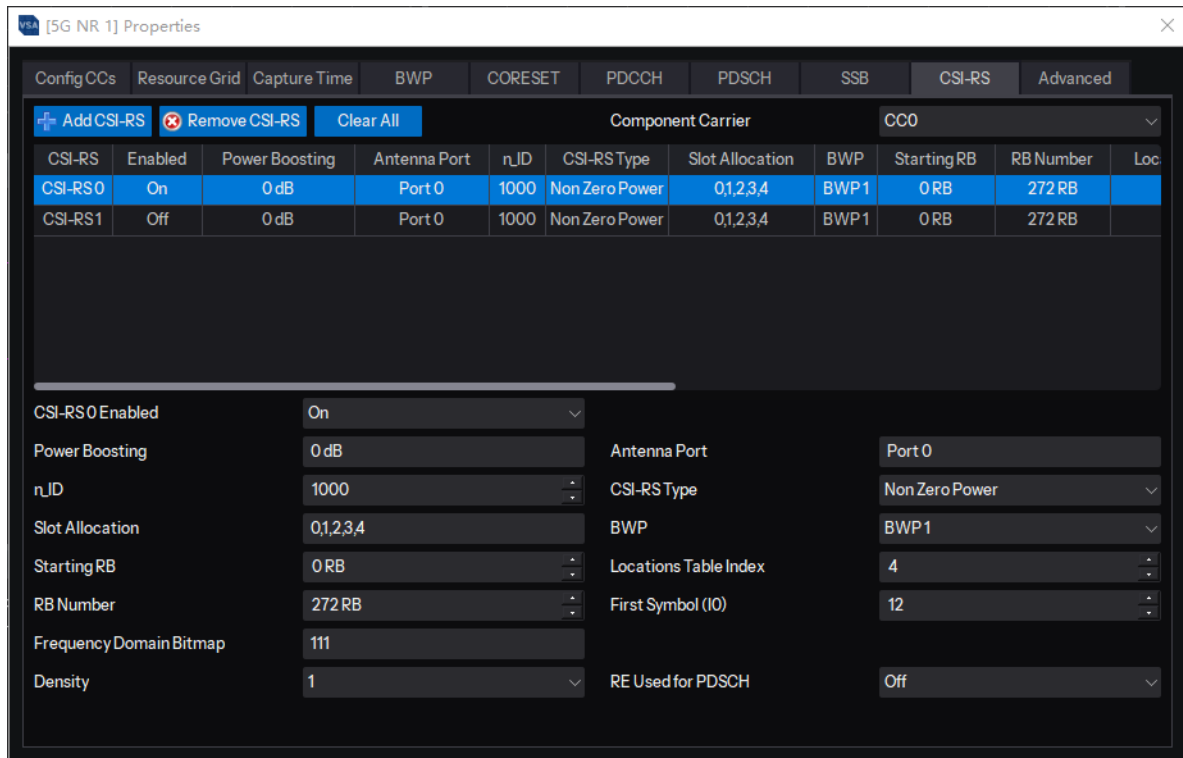 VSA [5G NR 1] Properties
Config CCs Resource Grid Capture Time BWP CORESET PDCCH PDSCH SSB CSI-RS Advanced
Add CSI-RS Remove CSI-RS Clear All Component Carrier CC0
CSI-RS Enabled Power Boosting Antenna Port n_ID CSI-RS Type Slot Allocation BWP Starting RB RB Number Loc
CSI-RS 0 On 0 dB Port 0 1000 Non Zero Power 0,1,2,3,4 BWP1 0 RB 272 RB
CSI-RS1 Off 0 dB Port 0 1000 Non Zero Power 0,1,2,3,4 BWP1 0 RB 272 RB
CSI-RS 0 Enabled On
Power Boosting 0 dB Antenna Port Port 0
n_ID 1000 CSI-RS Type Non Zero Power
Slot Allocation 0,1,2,3,4 BWP BWP1
Starting RB 0 RB Locations Table Index 4
RB Number 272 RB First Symbol (l0) 12
Frequency Domain Bitmap 111
Density 1 RE Used for PDSCH Off